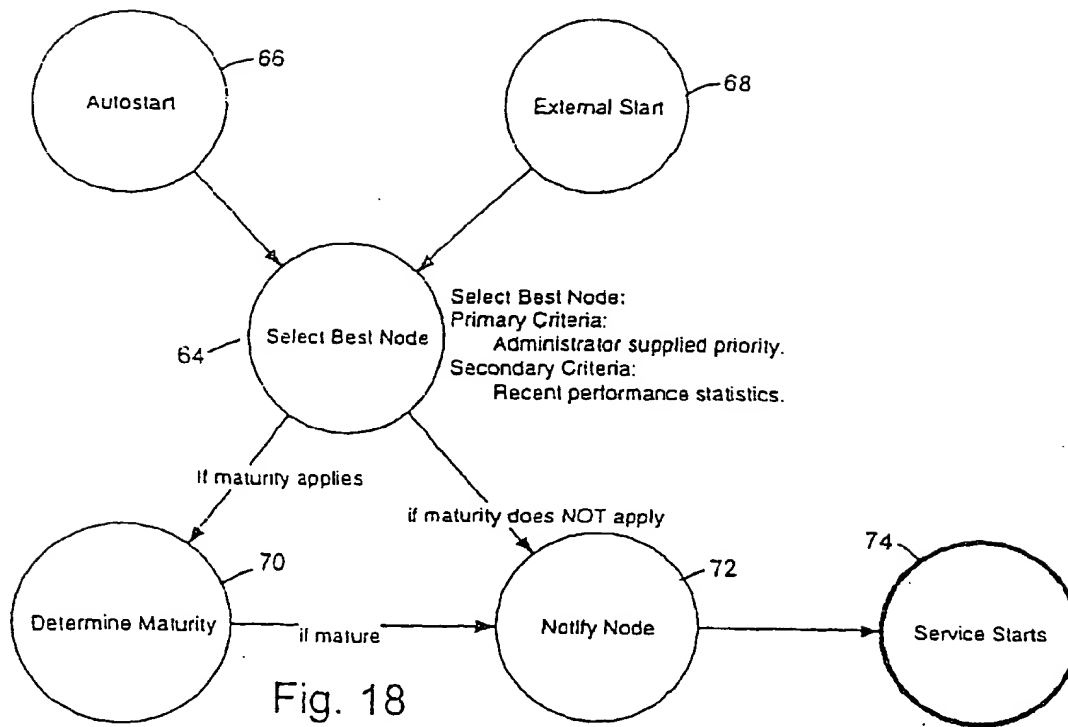 66
68
Autostart
External Start
Select Best Node:
Primary Criteria:
Administrator supplied priority.
Secondary Criteria:
Recent performance statistics.
Select Best Node
64
If maturity applies
if maturity does NOT apply
70
72
74
Determine Maturity
if mature
Notify Node
Service Starts
Fig. 18